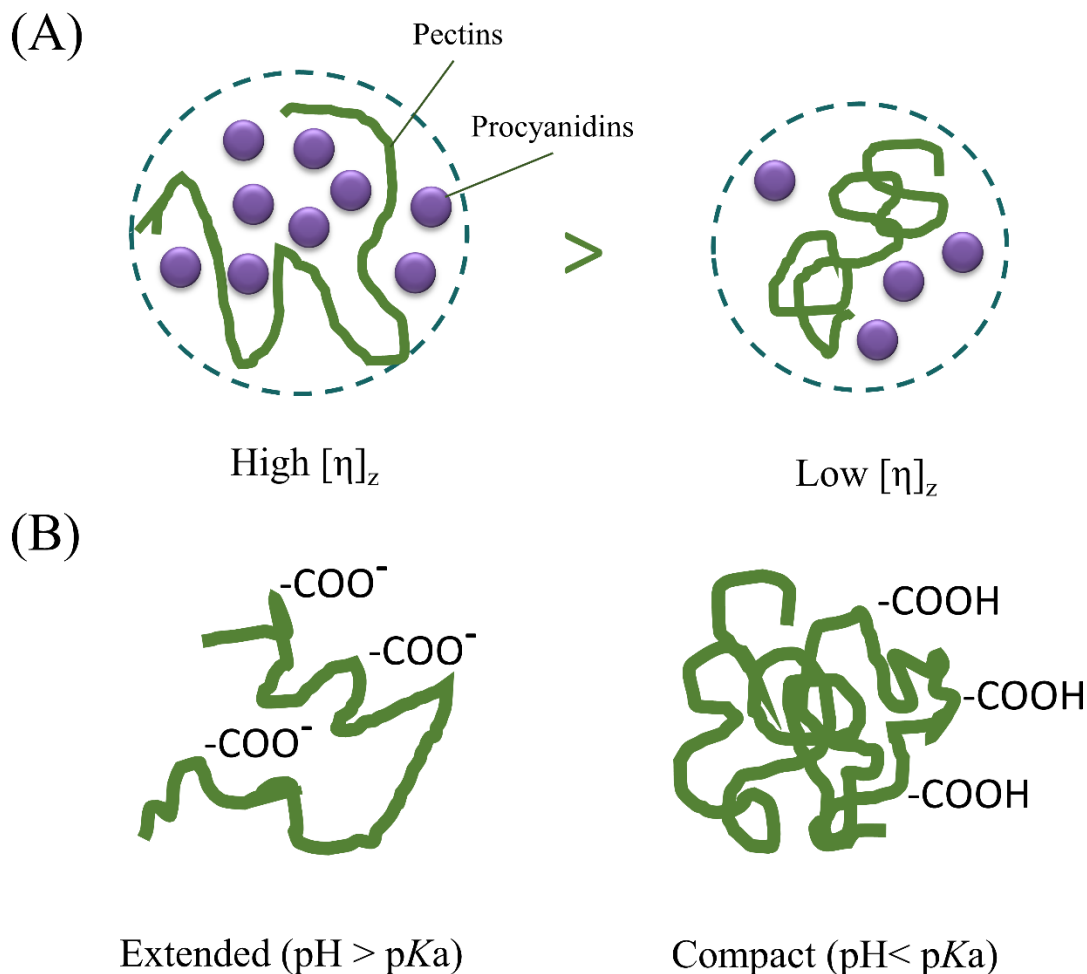 (A)
Pectins
Procyanidins
>
High [η]z
Low [η]z
(B)
-COO⁻
-COO⁻
-COO⁻
-COOH
-COOH
-COOH
Extended (pH > pKa)
Compact (pH< pKa)